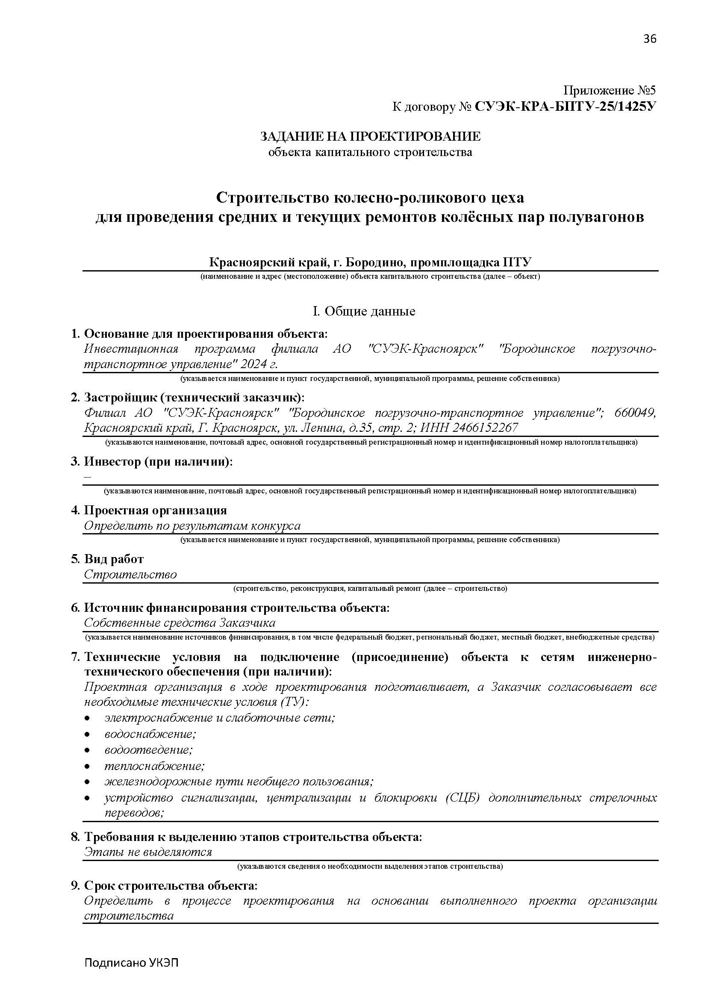 36
Приложение №5
К договору № СУЭК-КРА-БПТУ-25/1425У
ЗАДАНИЕ НА ПРОЕКТИРОВАНИЕ
объекта капитального строительства
Строительство колесно-роликового цеха
для проведения средних и текущих ремонтов колёсных пар полувагонов
Красноярский край, г. Бородино, промплощадка ПТУ
(наименование и адрес (местоположение) объекта капитального строительства (далее – объект)
I. Общие данные
1. Основание для проектирования объекта:
Инвестиционная программа филиала АО "СУЭК-Красноярск" "Бородинское погрузочно-
транспортное управление" 2024 г.
(указывается наименование и пункт государственной, муниципальной программы, решение собственника)
2. Застройщик (технический заказчик):
Филиал АО "СУЭК-Красноярск" "Бородинское погрузочно-транспортное управление"; 660049,
Красноярский край, Г. Красноярск, ул. Ленина, д.35, стр. 2; ИНН 2466152267
(указываются наименование, почтовый адрес, основной государственный регистрационный номер и идентификационный номер налогоплательщика)
3. Инвестор (при наличии):
–
(указываются наименование, почтовый адрес, основной государственный регистрационный номер и идентификационный номер налогоплательщика)
4. Проектная организация
Определить по результатам конкурса
(указывается наименование и пункт государственной, муниципальной программы, решение собственника)
5. Вид работ
Строительство
(строительство, реконструкция, капитальный ремонт (далее – строительство)
6. Источник финансирования строительства объекта:
Собственные средства Заказчика
(указывается наименование источников финансирования, в том числе федеральный бюджет, региональный бюджет, местный бюджет, внебюджетные средства)
7. Технические условия на подключение (присоединение) объекта к сетям инженерно-
технического обеспечения (при наличии):
Проектная организация в ходе проектирования подготавливает, а Заказчик согласовывает все
необходимые технические условия (ТУ):
• электроснабжение и слаботочные сети;
• водоснабжение;
• водоотведение;
• теплоснабжение;
• железнодорожные пути необщего пользования;
• устройство сигнализации, централизации и блокировки (СЦБ) дополнительных стрелочных
переводов;
8. Требования к выделению этапов строительства объекта:
Этапы не выделяются
(указываются сведения о необходимости выделения этапов строительства)
9. Срок строительства объекта:
Определить в процессе проектирования на основании выполненного проекта организации
строительства
Подписано УКЭП